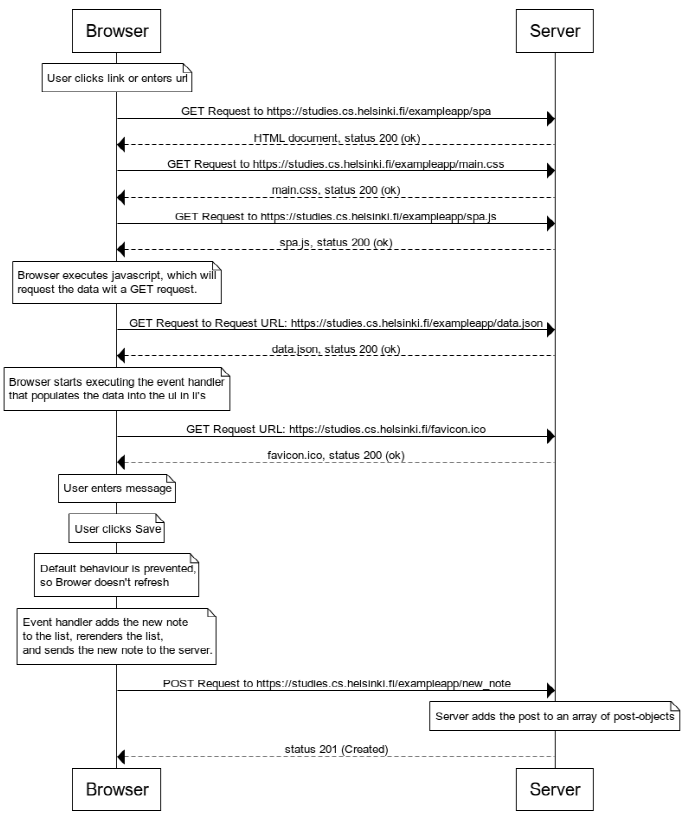 Browser
Server
User clicks link or enters url
GET Request to https://studies.cs.helsinki.fi/exampleapp/spa
HTML document, status 200 (ok)
GET Request to https://studies.cs.helsinki.fi/exampleapp/main.css
main.css, status 200 (ok)
GET Request to https://studies.cs.helsinki.fi/exampleapp/spa.js
spa.js, status 200 (ok)
Browser executes javascript, which will
request the data wit a GET request.
GET Request to Request URL: https://studies.cs.helsinki.fi/exampleapp/data.json
data.json, status 200 (ok)
Browser starts executing the event handler
that populates the data into the ui in li's
GET Request URL: https://studies.cs.helsinki.fi/favicon.ico
favicon.ico, status 200 (ok)
User enters message
User clicks Save
Default behaviour is prevented,
so Brower doesn't refresh
Event handler adds the new note
to the list, rerenders the list,
and sends the new note to the server.
POST Request to https://studies.cs.helsinki.fi/exampleapp/new_note
Server adds the post to an array of post-objects
status 201 (Created)
Browser
Server